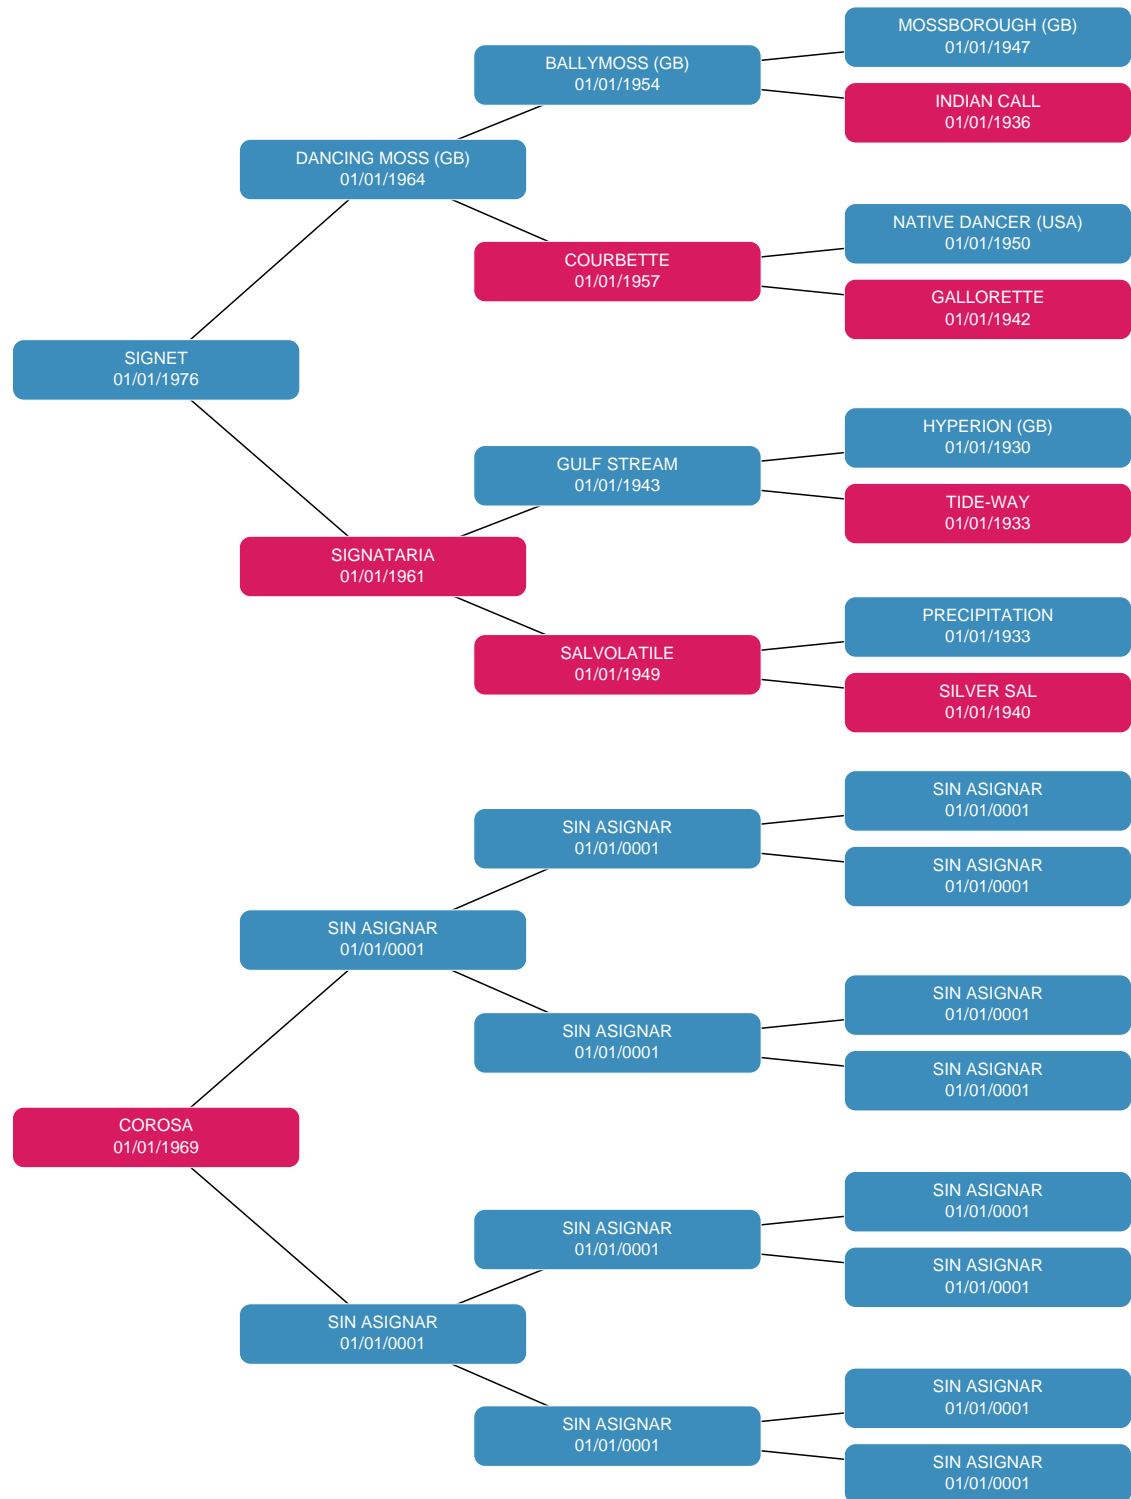 MOSSBOROUGH (GB)
01/01/1947
BALLYMOSS (GB)
01/01/1954
INDIAN CALL
01/01/1936
DANCING MOSS (GB)
01/01/1964
NATIVE DANCER (USA)
01/01/1950
COURBETTE
01/01/1957
GALLORETTE
01/01/1942
SIGNET
01/01/1976
HYPERION (GB)
01/01/1930
GULF STREAM
01/01/1943
TIDE-WAY
01/01/1933
SIGNATARIA
01/01/1961
PRECIPITATION
01/01/1933
SALVOLATILE
01/01/1949
SILVER SAL
01/01/1940
SIN ASIGNAR
01/01/0001
SIN ASIGNAR
01/01/0001
SIN ASIGNAR
01/01/0001
SIN ASIGNAR
01/01/0001
SIN ASIGNAR
01/01/0001
SIN ASIGNAR
01/01/0001
SIN ASIGNAR
01/01/0001
COROSA
01/01/1969
SIN ASIGNAR
01/01/0001
SIN ASIGNAR
01/01/0001
SIN ASIGNAR
01/01/0001
SIN ASIGNAR
01/01/0001
SIN ASIGNAR
01/01/0001
SIN ASIGNAR
01/01/0001
SIN ASIGNAR
01/01/0001